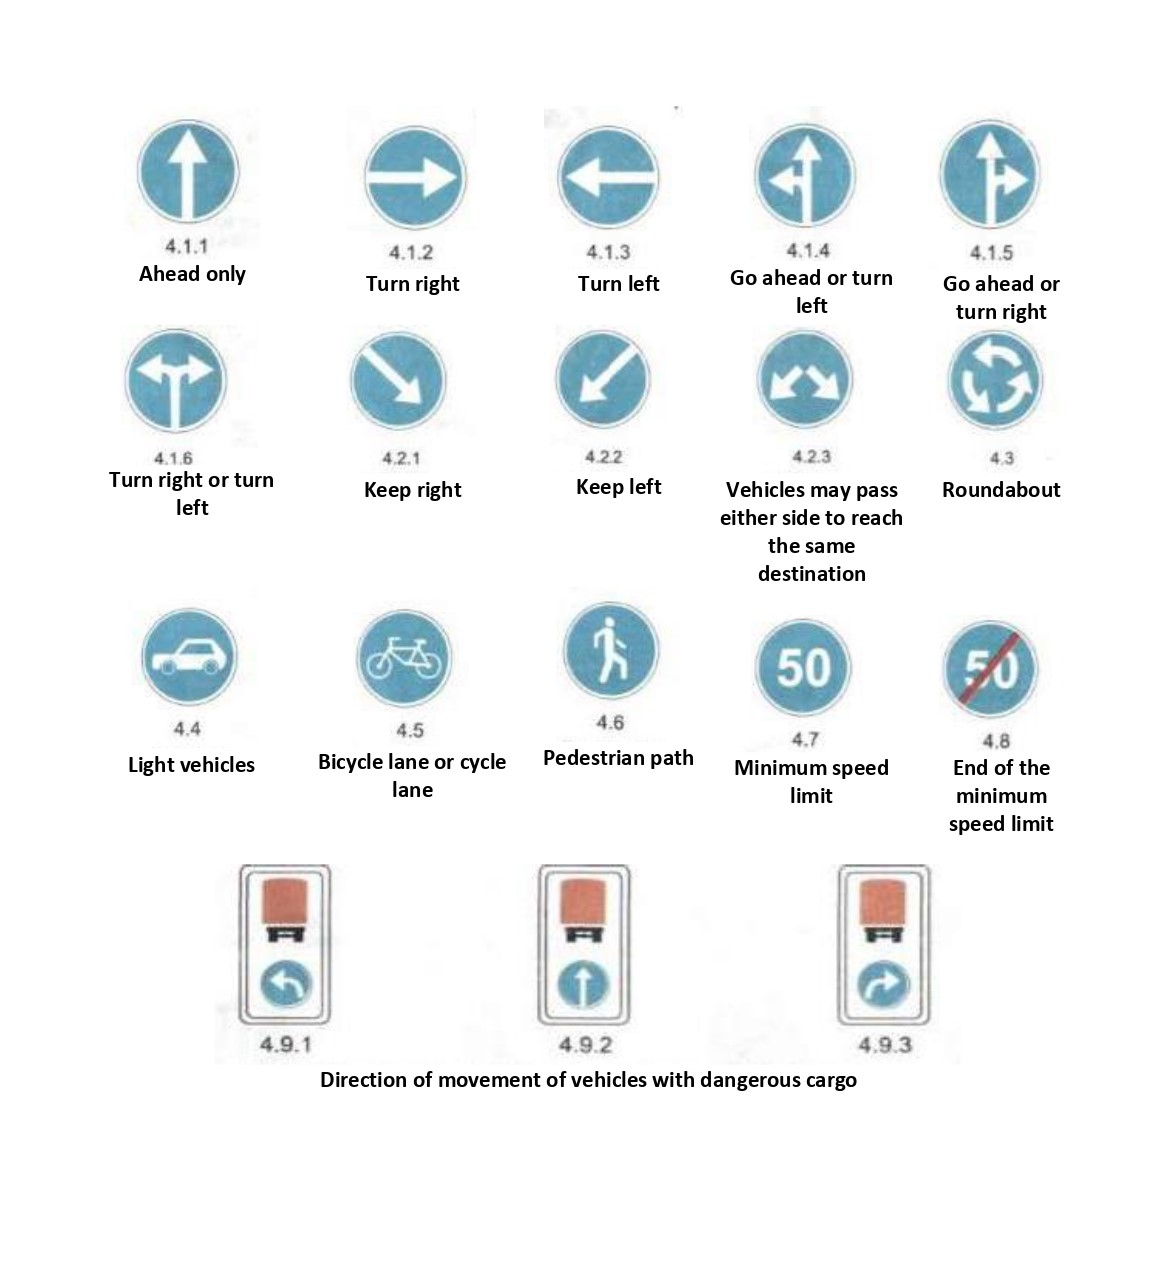 4.1.1
Ahead only
4.1.2
Turn right
4.1.3
Turn left
4.1.4
Go ahead or turn
left
4.1.5
Go ahead or
turn right
4.1.6
Turn right or turn
left
4.2.1
Keep right
4.2.2
Keep left
4.2.3
Vehicles may pass
either side to reach
the same
destination
4.3
Roundabout
4.4
Light vehicles
4.5
Bicycle lane or cycle
lane
4.6
Pedestrian path
50
4.7
Minimum speed
limit
50
4.8
End of the
minimum
speed limit
4.9.1
4.9.2
4.9.3
Direction of movement of vehicles with dangerous cargo